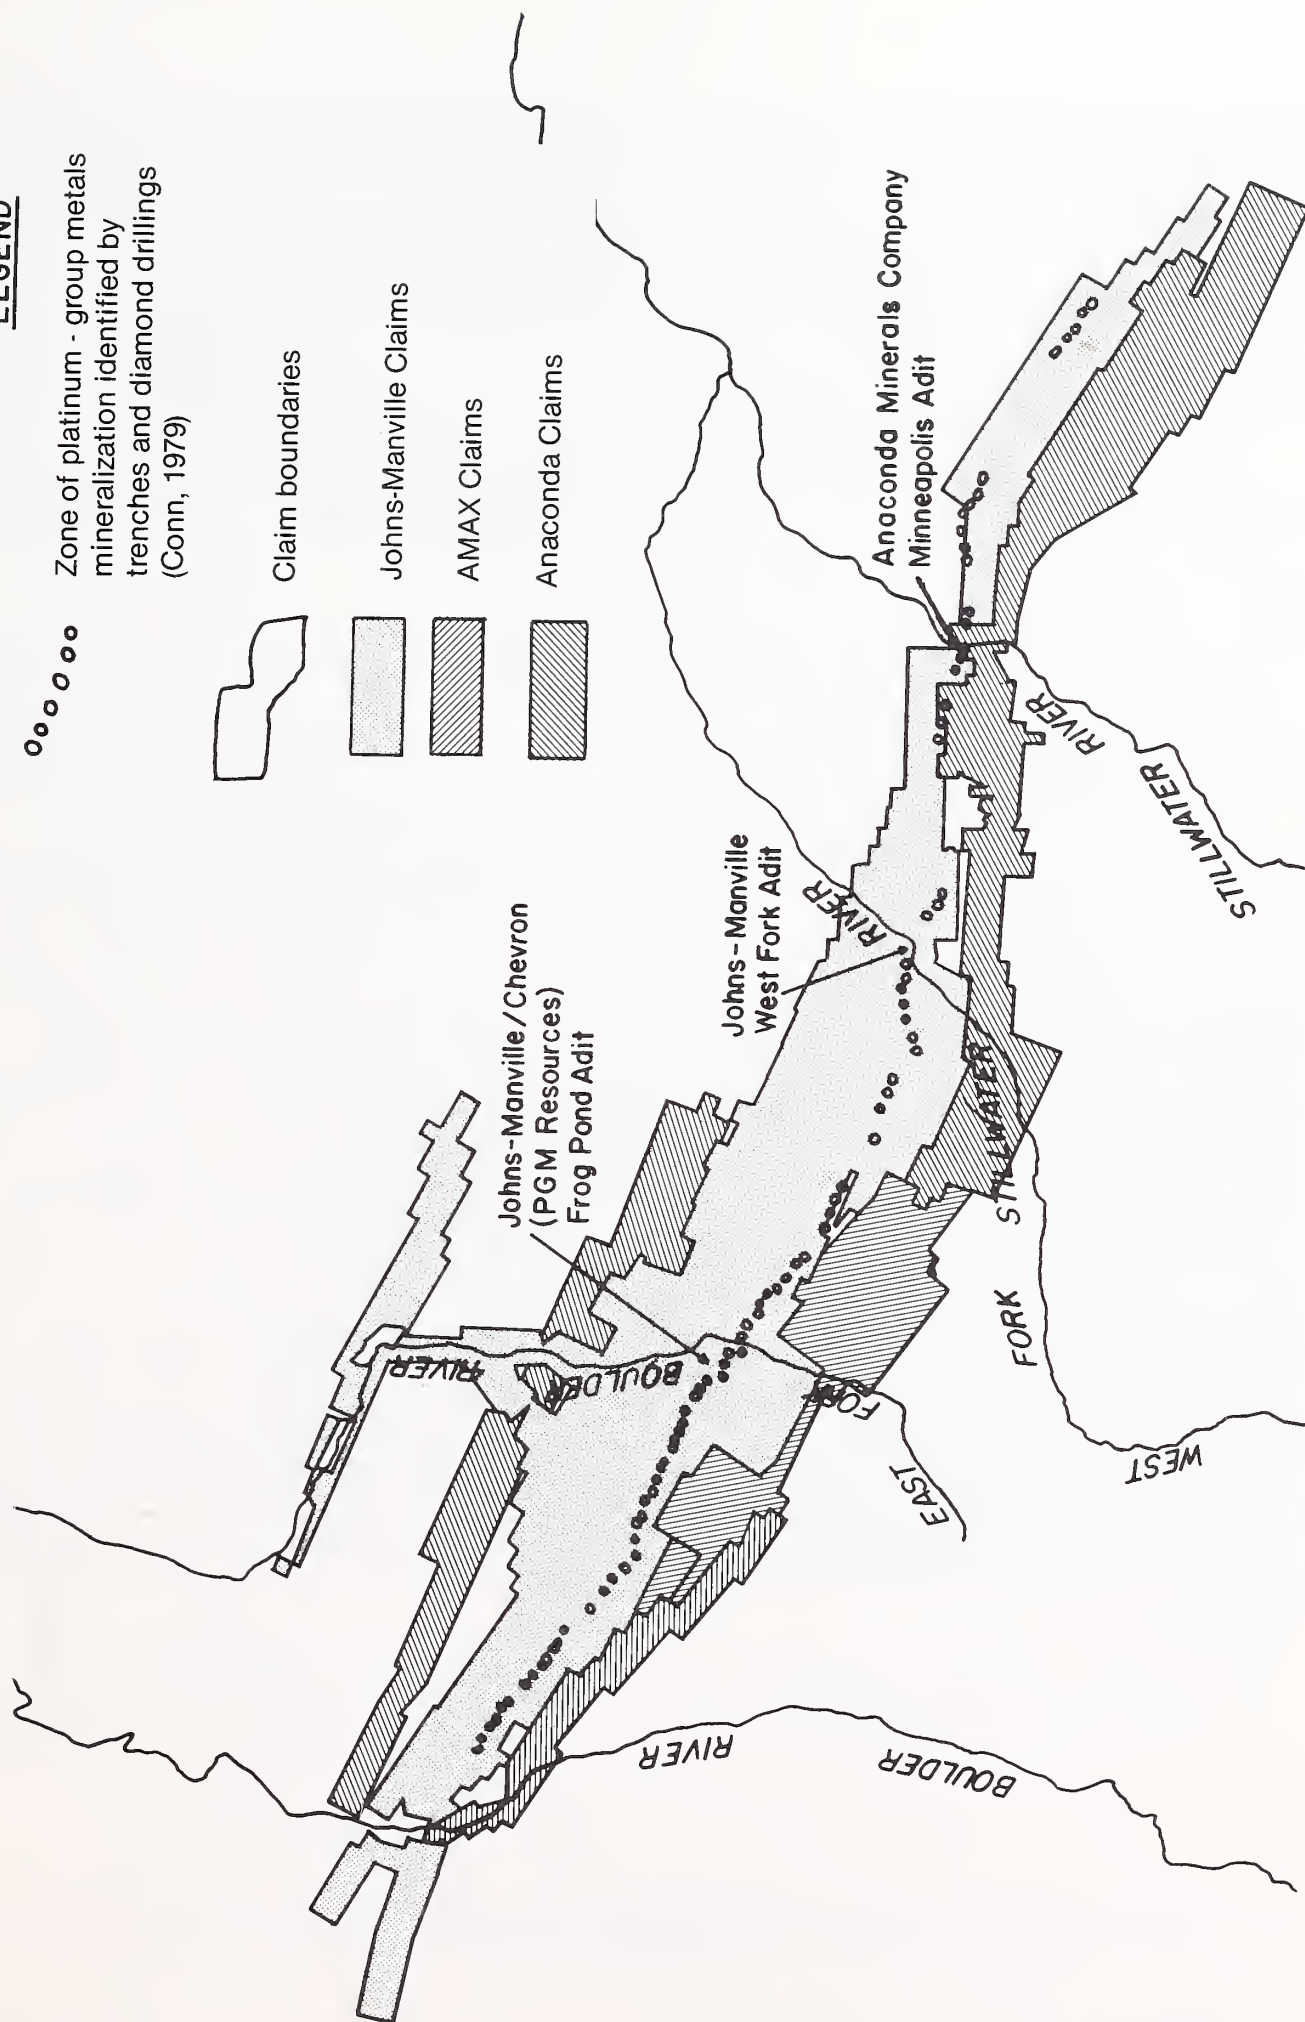 LEGEND
Zone of platinum - group metals
mineralization identified by
trenches and diamond drillings
(Conn, 1979)
Claim boundaries
Johns-Manville Claims
AMAX Claims
Anaconda Claims
Johns-Manville/Chevron
(PGM Resources)
Frog Pond Adit
Johns-Manville
West Fork Adit
Anaconda Minerals Company
Minneapolis Adit
BOULDER
RIVER
EAST
FORK
BOULDER
RIVER
WEST
FORK
STILLWATER
RIVER
RIVER
STILLWATER
RIVER